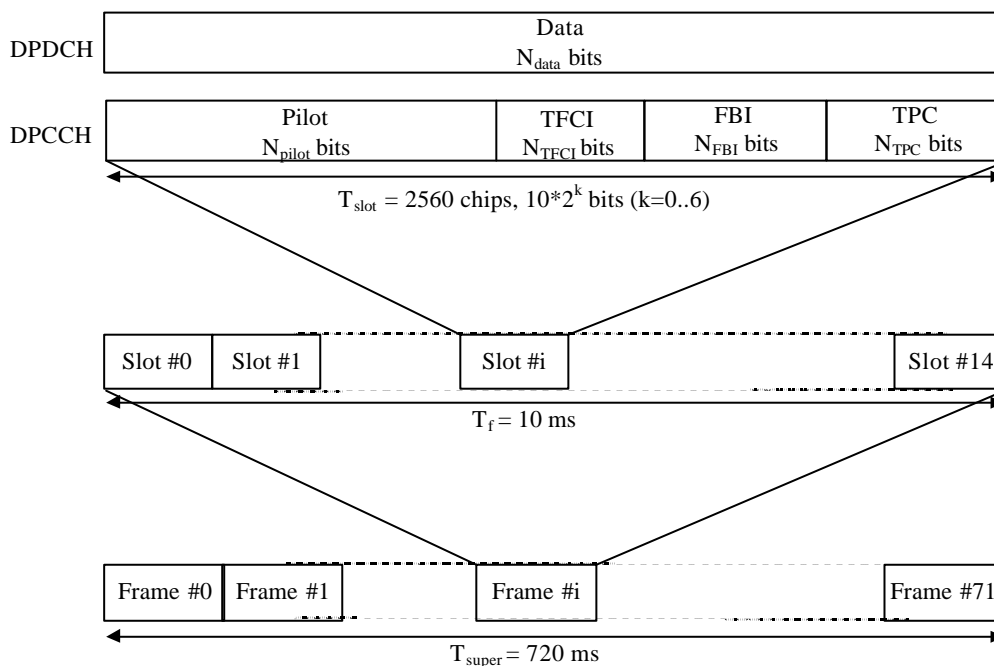 Data
DPDCH
N_data bits
DPCCH
Pilot TFCI FBI TPC
N_pilot bits N_TFCI bits N_FBI bits N_TPC bits
T_slot = 2560 chips, 10*2^k bits (k=0..6)
Slot #0 Slot #1 Slot #i Slot #14
T_f = 10 ms
Frame #0 Frame #1 Frame #i Frame #71
T_super = 720 ms